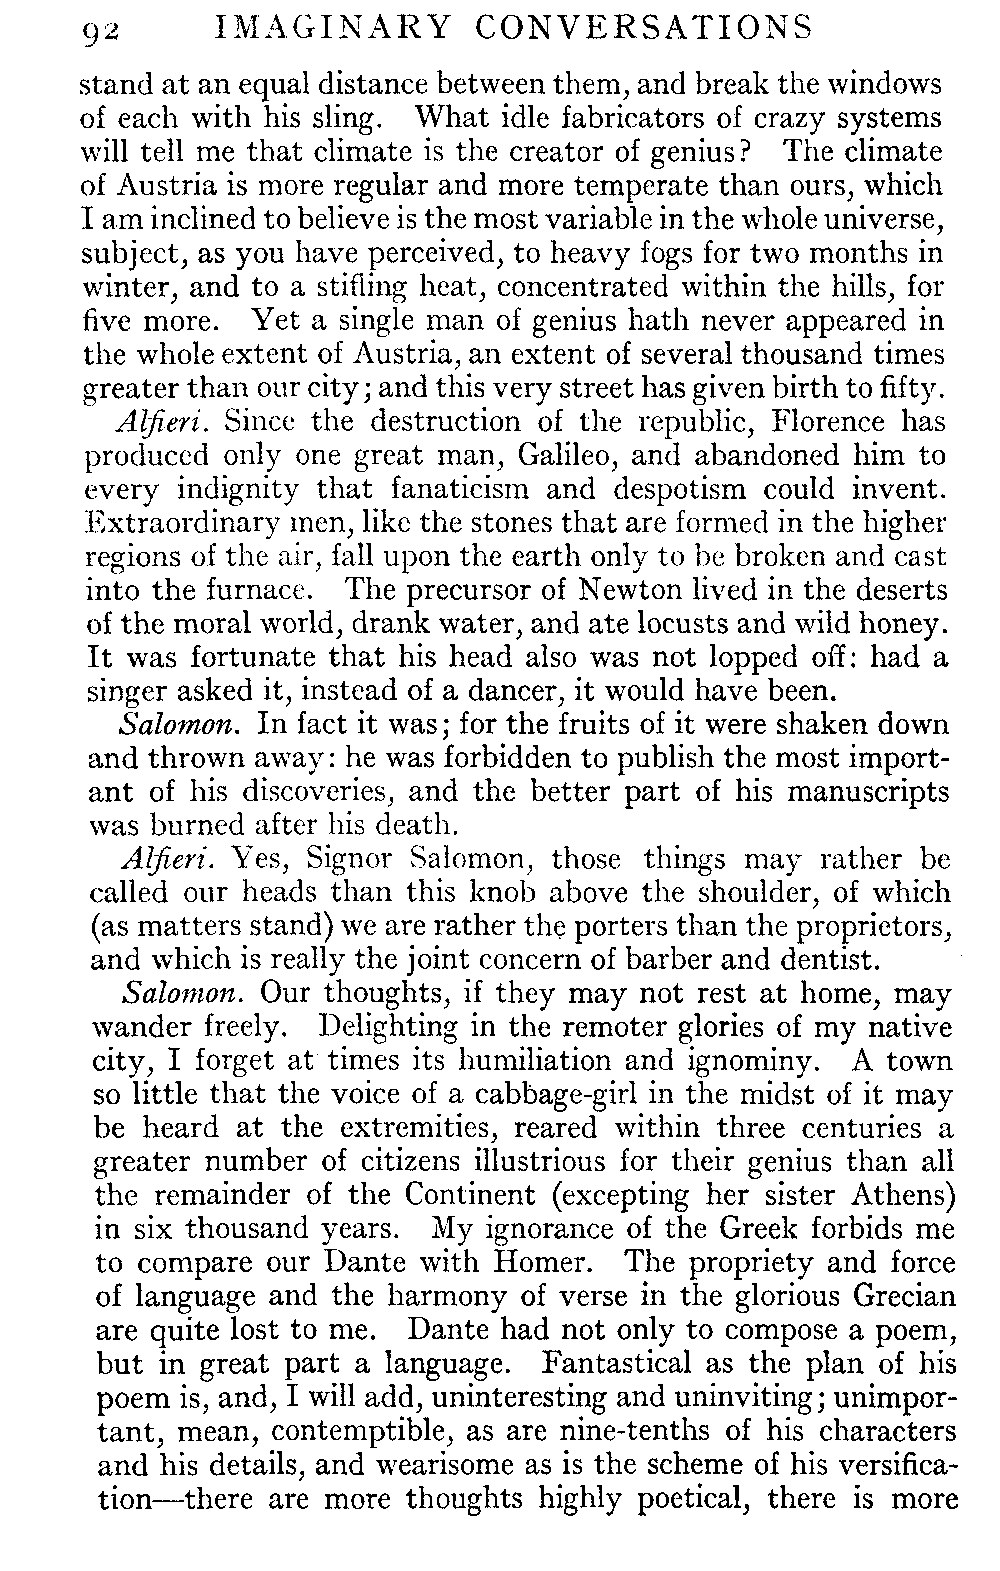 92 IMAGINARY CONVERSATIONS
stand at an equal distance between them, and break the windows
of each with his sling. What idle fabricators of crazy systems
will tell me that climate is the creator of genius? The climate
of Austria is more regular and more temperate than ours, which
I am inclined to believe is the most variable in the whole universe,
subject, as you have perceived, to heavy fogs for two months in
winter, and to a stifling heat, concentrated within the hills, for
five more. Yet a single man of genius hath never appeared in
the whole extent of Austria, an extent of several thousand times
greater than our city; and this very street has given birth to fifty.
Alfieri. Since the destruction of the republic, Florence has
produced only one great man, Galileo, and abandoned him to
every indignity that fanaticism and despotism could invent.
Extraordinary men, like the stones that are formed in the higher
regions of the air, fall upon the earth only to be broken and cast
into the furnace. The precursor of Newton lived in the deserts
of the moral world, drank water, and ate locusts and wild honey.
It was fortunate that his head also was not lopped off: had a
singer asked it, instead of a dancer, it would have been.
Salomon. In fact it was; for the fruits of it were shaken down
and thrown away: he was forbidden to publish the most import-
ant of his discoveries, and the better part of his manuscripts
was burned after his death.
Alfieri. Yes, Signor Salomon, those things may rather be
called our heads than this knob above the shoulder, of which
(as matters stand) we are rather the porters than the proprietors,
and which is really the joint concern of barber and dentist.
Salomon. Our thoughts, if they may not rest at home, may
wander freely. Delighting in the remoter glories of my native
city, I forget at times its humiliation and ignominy. A town
so little that the voice of a cabbage-girl in the midst of it may
be heard at the extremities, reared within three centuries a
greater number of citizens illustrious for their genius than all
the remainder of the Continent (excepting her sister Athens)
in six thousand years. My ignorance of the Greek forbids me
to compare our Dante with Homer. The propriety and force
of language and the harmony of verse in the glorious Grecian
are quite lost to me. Dante had not only to compose a poem,
but in great part a language. Fantastical as the plan of his
poem is, and, I will add, uninteresting and uninviting; unimpor-
tant, mean, contemptible, as are nine-tenths of his characters
and his details, and wearisome as is the scheme of his versifica-
tion—there are more thoughts highly poetical, there is more